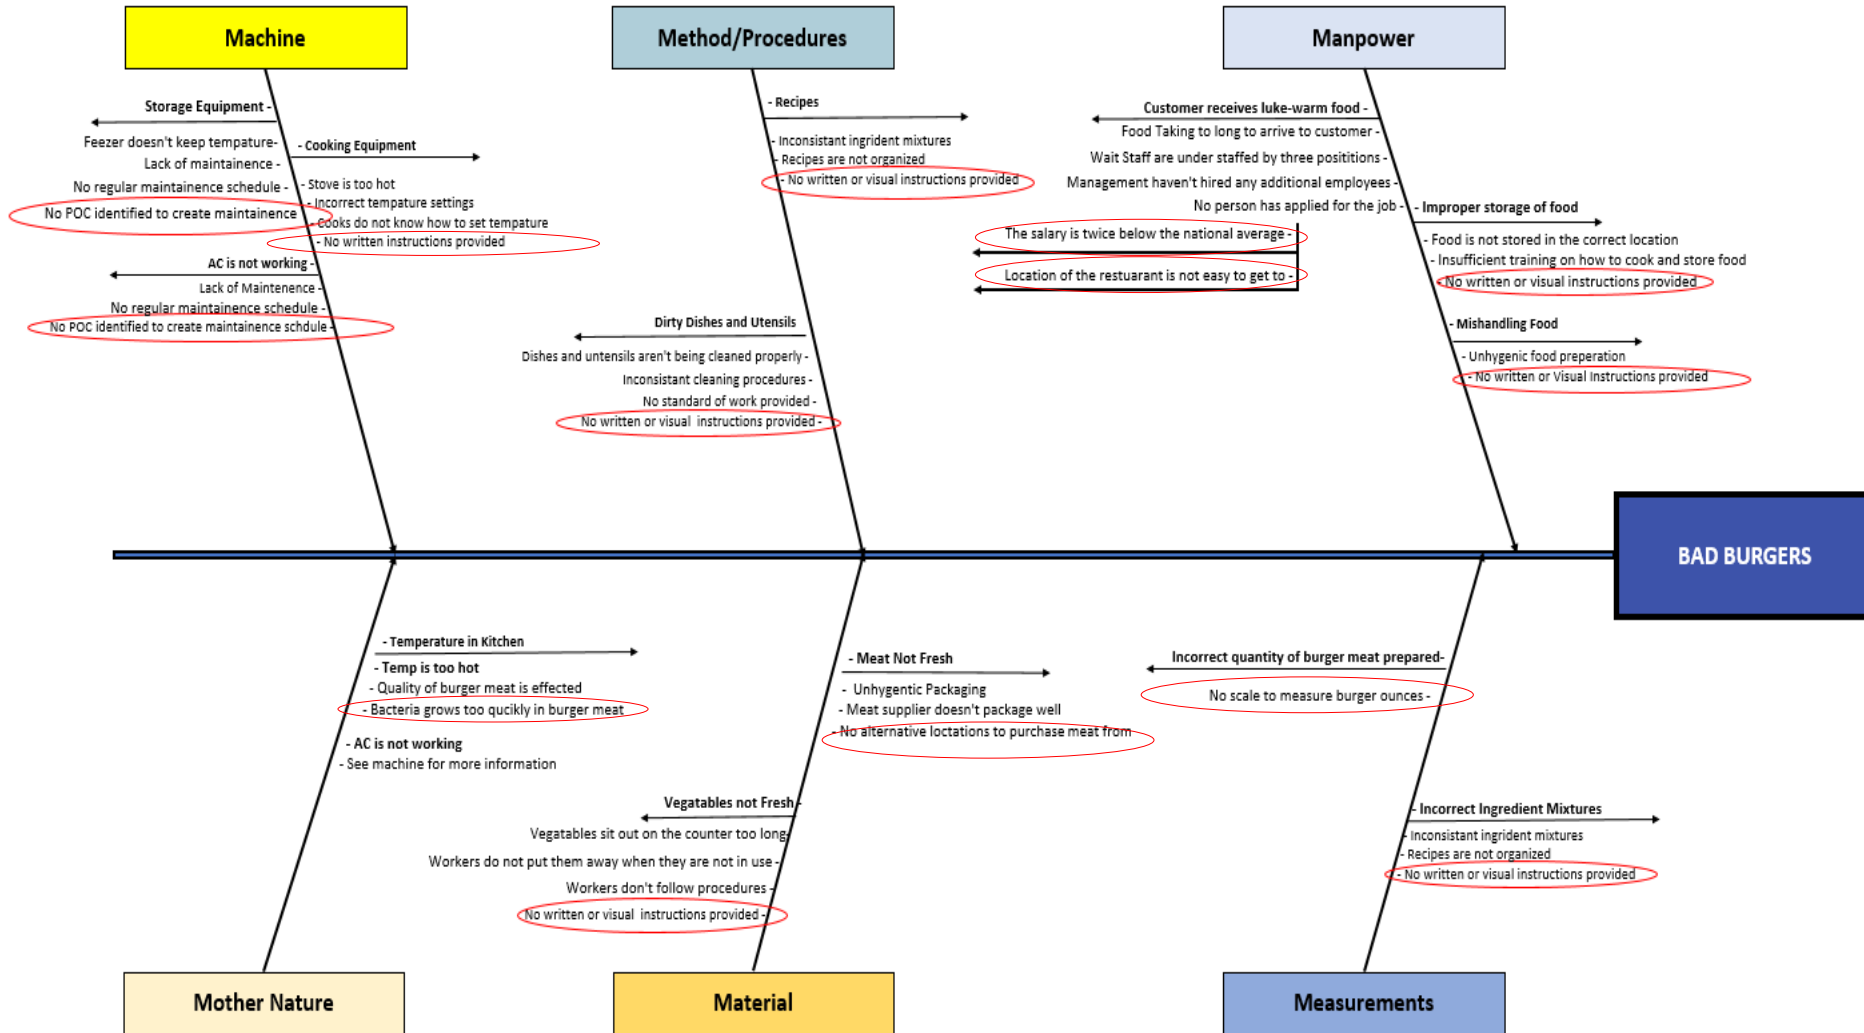 Machine
Storage Equipment -
Feezer doesn't keep tempature-
Lack of maintainence -
No regular maintainence schedule -
No POC identified to create maintainence
- Cooking Equipment
- Stove is too hot
- Incorrect tempature settings
- Cooks do not know how to set tempature
- No written instructions provided
AC is not working -
Lack of Maintenence -
No regular maintainence schedule -
No POC identified to create maintainence schdule -
Method/Procedures
- Recipes
- Inconsistant ingrident mixtures
- Recipes are not organized
- No written or visual instructions provided
Dirty Dishes and Utensils
Dishes and untensils aren't being cleaned properly -
Inconsistant cleaning procedures -
No standard of work provided -
No written or visual instructions provided -
Manpower
Customer receives luke-warm food -
Food Taking to long to arrive to customer -
Wait Staff are under staffed by three posititions -
Management haven't hired any additional employees -
No person has applied for the job -
The salary is twice below the national average -
Location of the restuarant is not easy to get to -
- Improper storage of food
- Food is not stored in the correct location
- Insufficient training on how to cook and store food
- No written or visual instructions provided
- Mishandling Food
- Unhygenic food preperation
- No written or Visual Instructions provided
BAD BURGERS
- Temperature in Kitchen
- Temp is too hot
- Quality of burger meat is effected
- Bacteria grows too qucikly in burger meat
- AC is not working
- See machine for more information
Mother Nature
- Meat Not Fresh
- Unhygentic Packaging
- Meat supplier doesn't package well
- No alternative loctations to purchase meat from
Vegatables not Fresh -
Vegatables sit out on the counter too long-
Workers do not put them away when they are not in use -
Workers don't follow procedures -
No written or visual instructions provided -
Material
Incorrect quantity of burger meat prepared-
No scale to measure burger ounces -
- Incorrect Ingredient Mixtures
- Inconsistant ingrident mixtures
- Recipes are not organized
- No written or visual instructions provided
Measurements